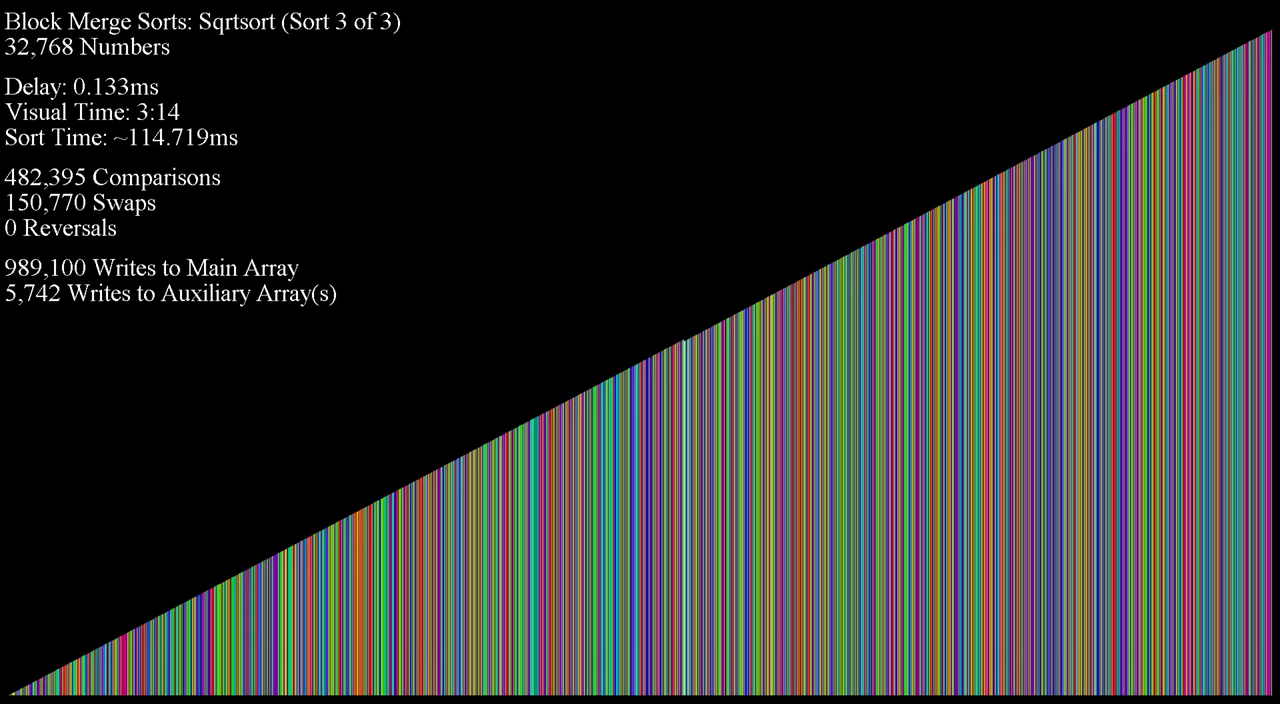 Block Merge Sorts: Sqrtsort (Sort 3 of 3)
32,768 Numbers
Delay: 0.133ms
Visual Time: 3:14
Sort Time: ~114.719ms
482,395 Comparisons
150,770 Swaps
0 Reversals
989,100 Writes to Main Array
5,742 Writes to Auxiliary Array(s)